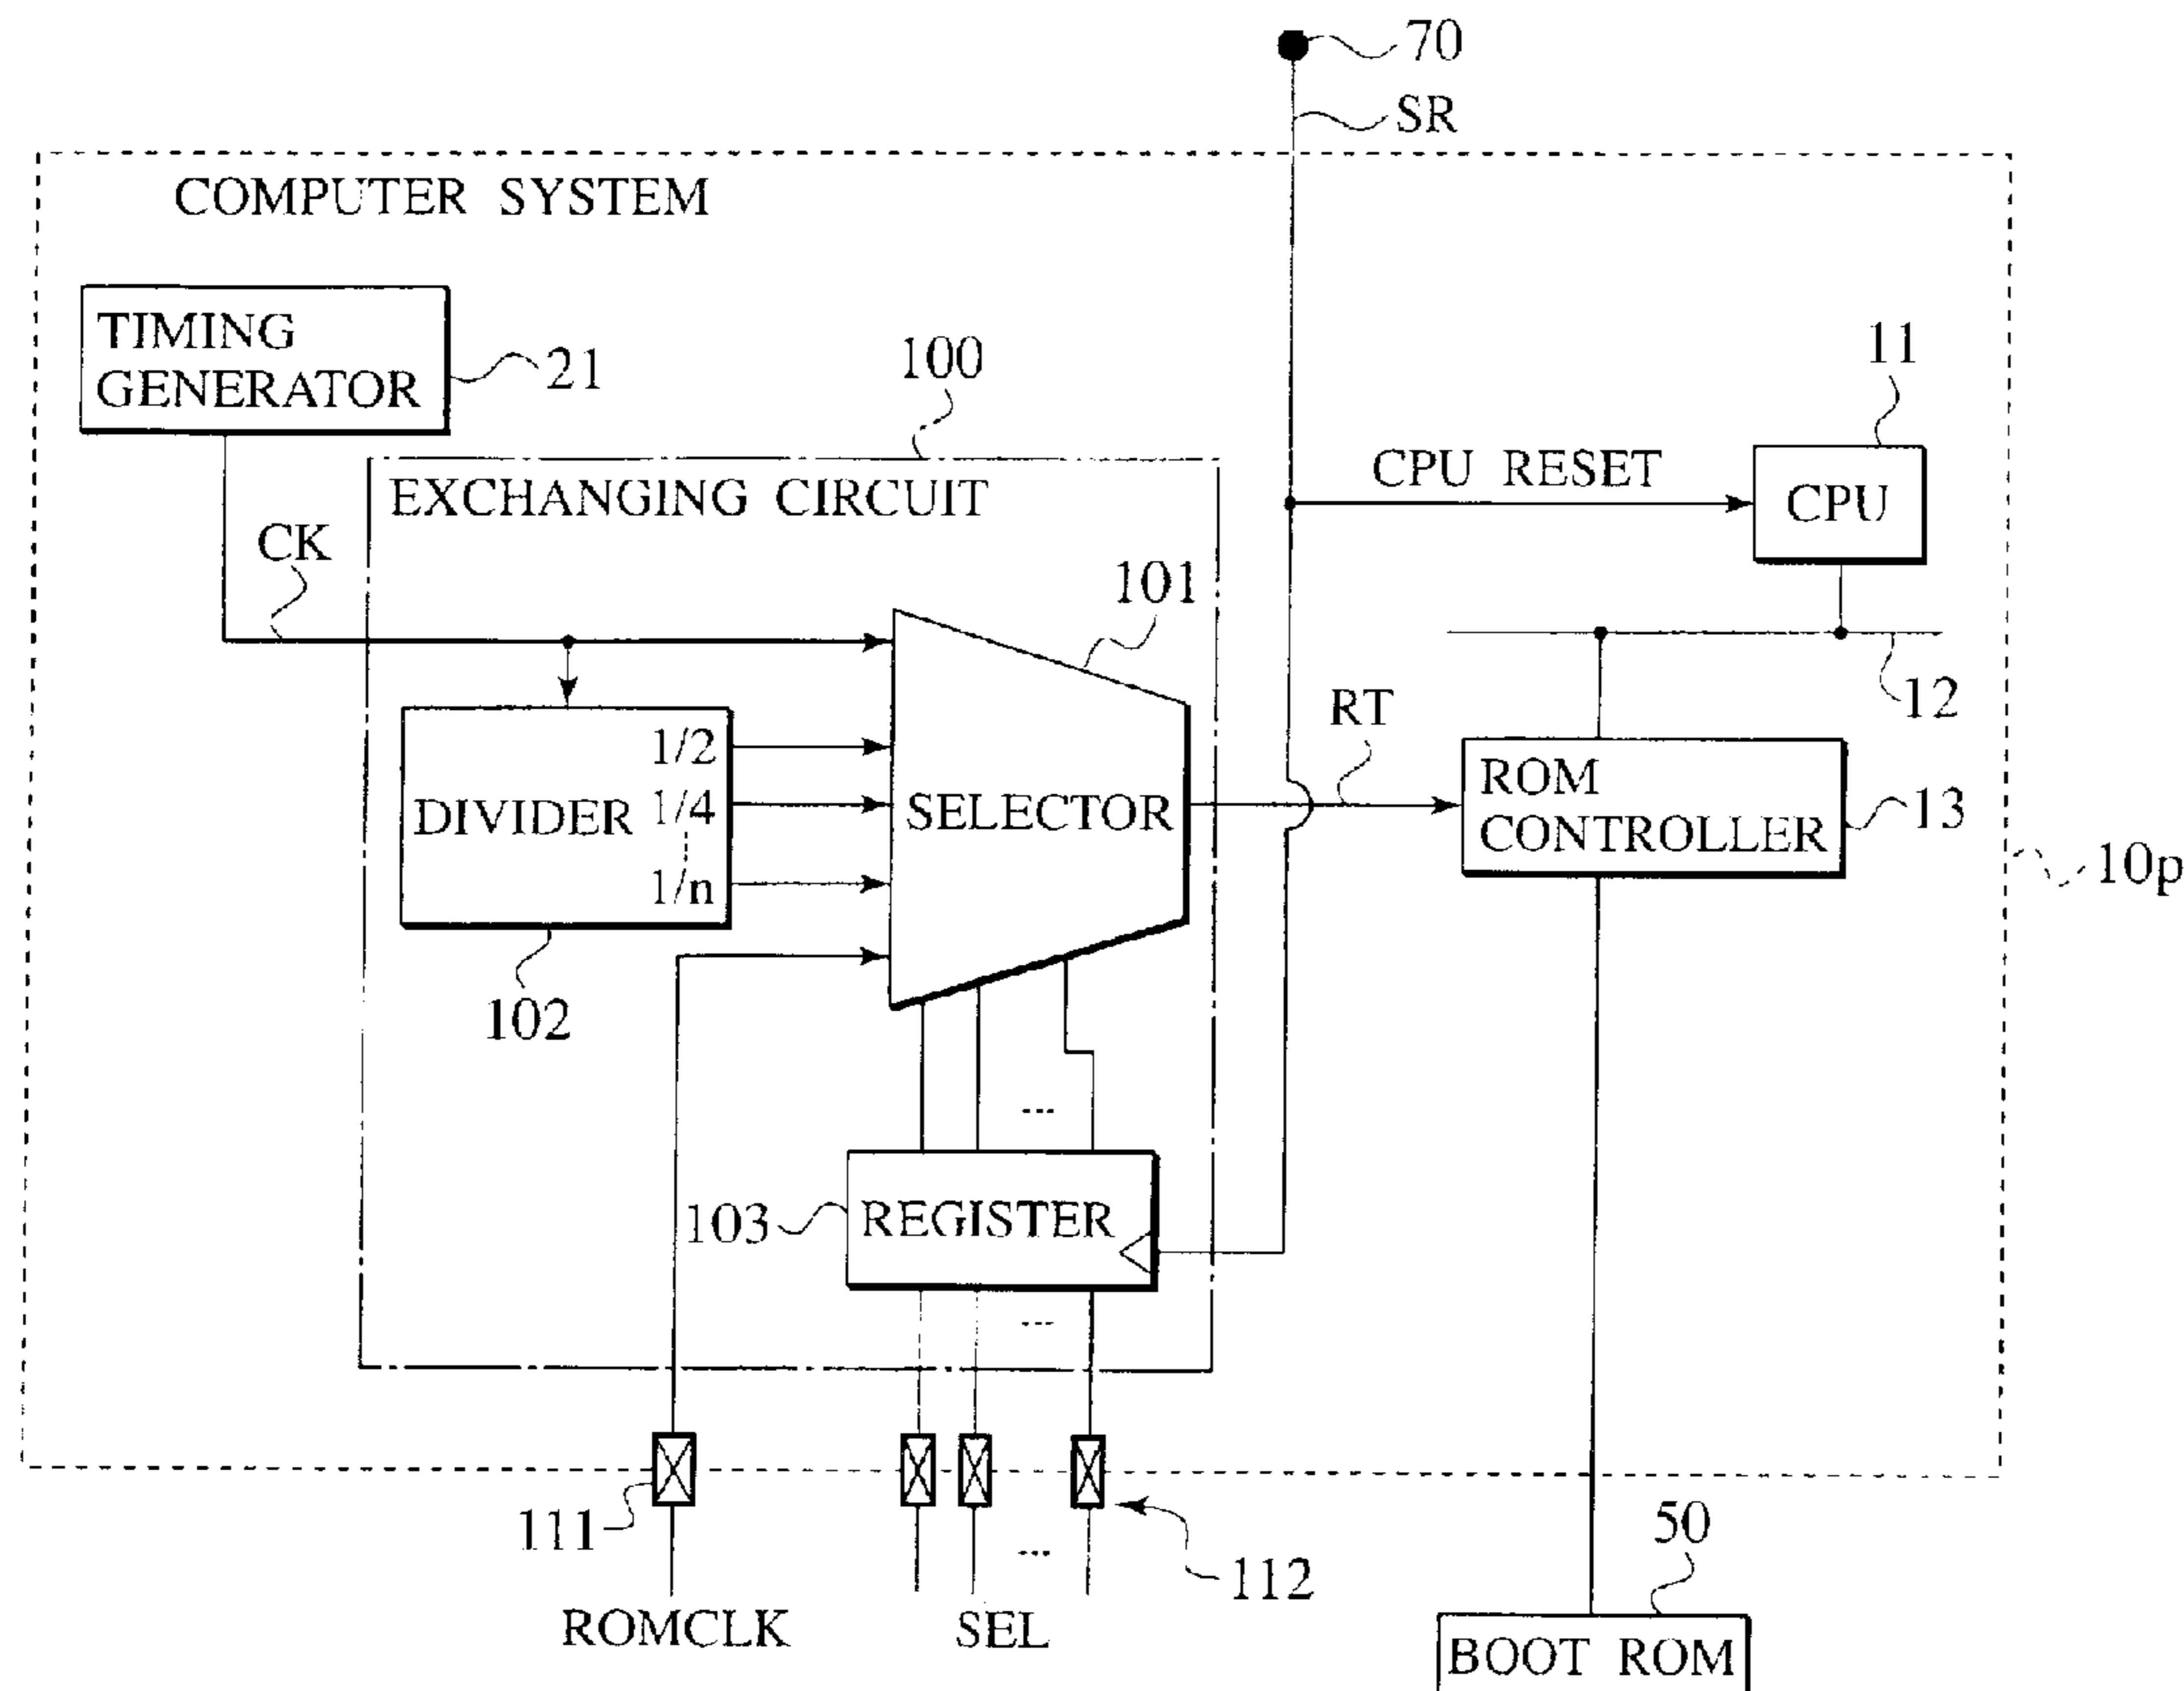 70
SR
COMPUTER SYSTEM
TIMING
GENERATOR
21
100
11
EXCHANGING CIRCUIT
CPU RESET
CPU
CK
101
12
RT
1/2
1/4
1/n
DIVIDER
SELECTOR
ROM
CONTROLLER
13
10p
102
103
REGISTER
...
...
111
112
...
50
ROMCLK
SEL
BOOT ROM